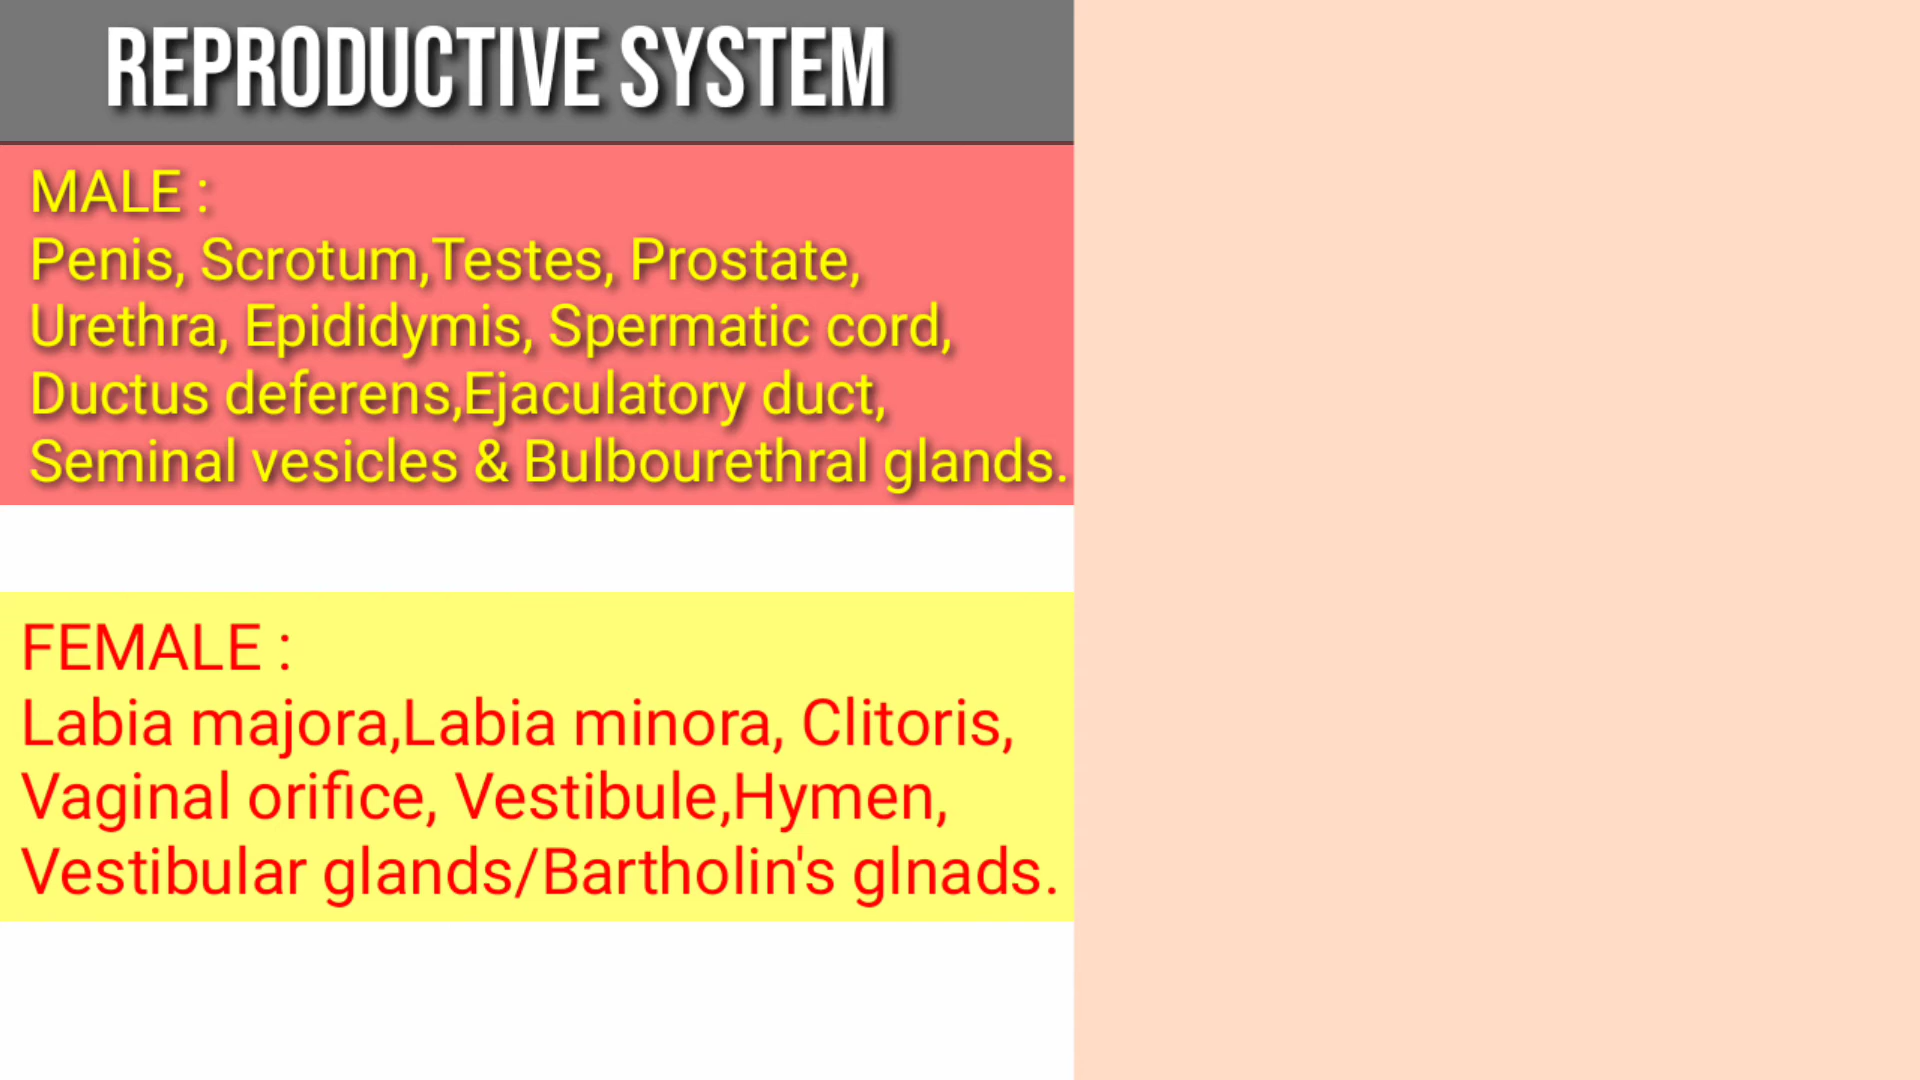 REPRODUCTIVE SYSTEM
MALE :
Penis, Scrotum,Testes, Prostate,
Urethra, Epididymis, Spermatic cord,
Ductus deferens,Ejaculatory duct,
Seminal vesicles & Bulbourethral glands.
FEMALE :
Labia majora,Labia minora, Clitoris,
Vaginal orifice, Vestibule,Hymen,
Vestibular glands/Bartholin's glnads.